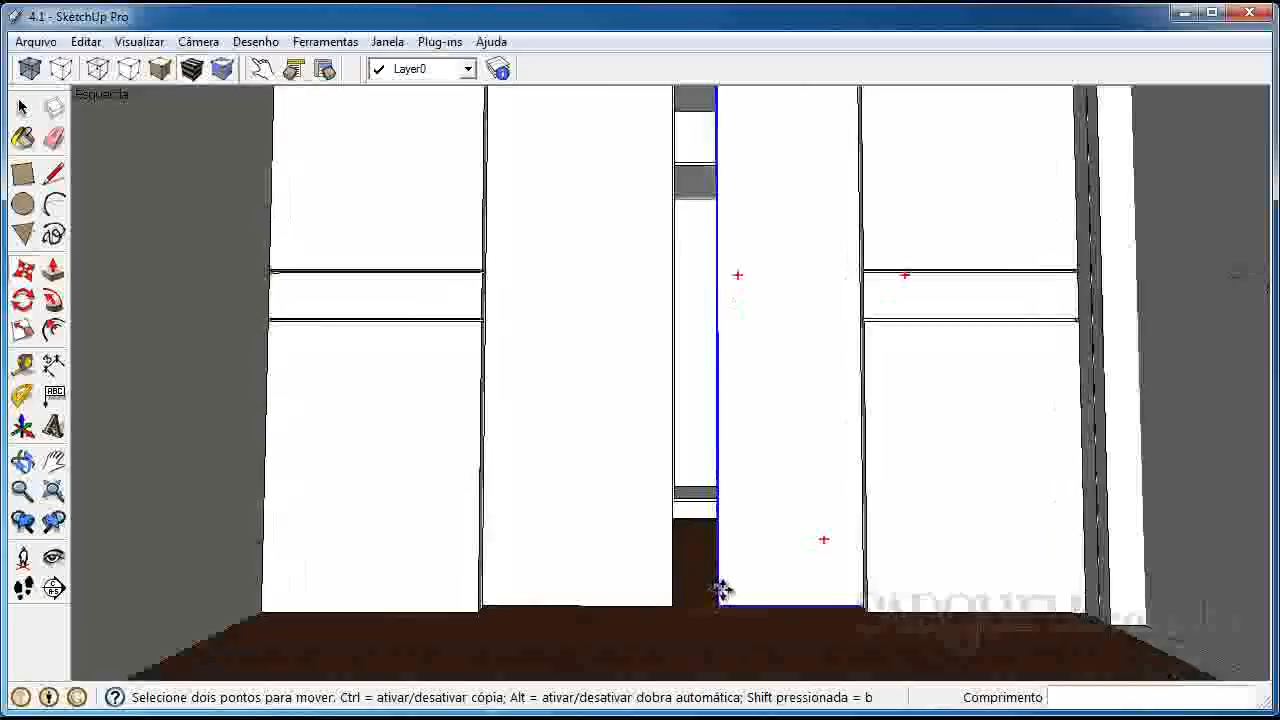 4.1 - SketchUp Pro
Arquivo Editar Visualizar Câmera Desenho Ferramentas Janela Plug-ins Ajuda
Layer0
Esquerda
ABC
Selecione dois pontos para mover. Ctrl = ativar/desativar cópia; Alt = ativar/desativar dobra automática; Shift pressionada = b
Comprimento